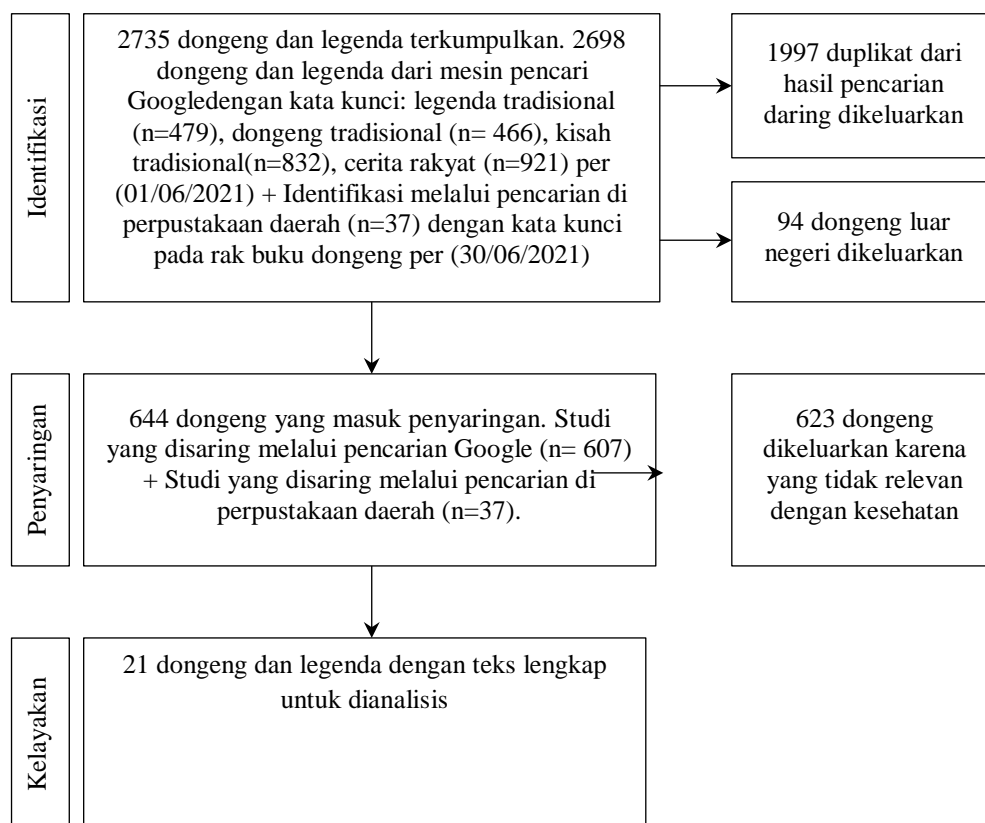 Identifikasi
2735 dongeng dan legenda terkumpulkan. 2698
dongeng dan legenda dari mesin pencari
Googledengan kata kunci: legenda tradisional
(n=479), dongeng tradisional (n= 466), kisah
tradisional(n=832), cerita rakyat (n=921) per
(01/06/2021) + Identifikasi melalui pencarian di
perpustakaan daerah (n=37) dengan kata kunci
pada rak buku dongeng per (30/06/2021)
1997 duplikat dari
hasil pencarian
daring dikeluarkan
94 dongeng luar
negeri dikeluarkan
Penyaringan
644 dongeng yang masuk penyaringan. Studi
yang disaring melalui pencarian Google (n= 607)
+ Studi yang disaring melalui pencarian di
perpustakaan daerah (n=37).
623 dongeng
dikeluarkan karena
yang tidak relevan
dengan kesehatan
Kelayakan
21 dongeng dan legenda dengan teks lengkap
untuk dianalisis